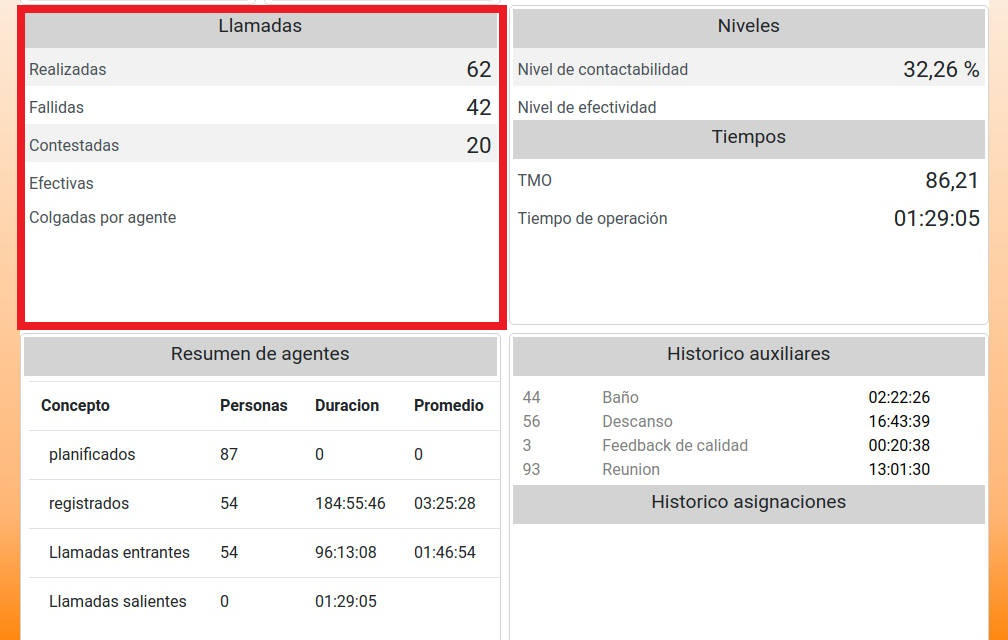 Llamadas
Realizadas 62
Fallidas 42
Contestadas 20
Efectivas
Colgadas por agente
Niveles
Nivel de contactabilidad 32,26 %
Nivel de efectividad
Tiempos
TMO 86,21
Tiempo de operación 01:29:05
Resumen de agentes
Concepto Personas Duracion Promedio
planificados 87 0 0
registrados 54 184:55:46 03:25:28
Llamadas entrantes 54 96:13:08 01:46:54
Llamadas salientes 0 01:29:05
Historico auxiliares
44 Baño 02:22:26
56 Descanso 16:43:39
3 Feedback de calidad 00:20:38
93 Reunion 13:01:30
Historico asignaciones